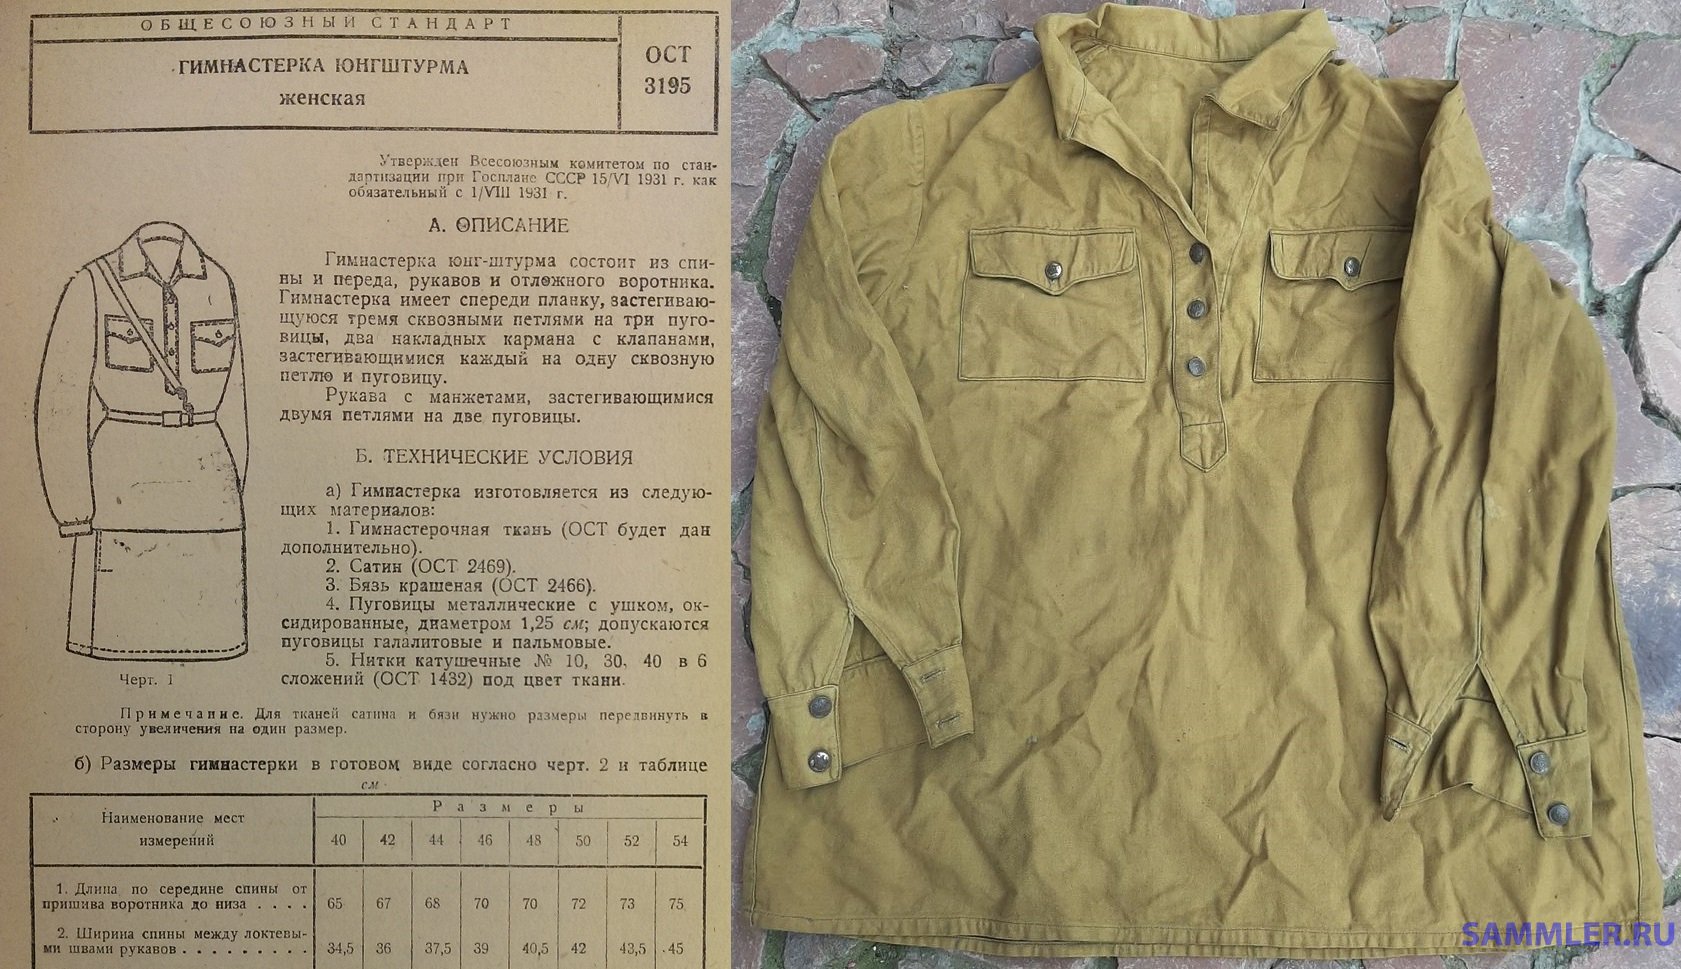 ОБЩЕСОЮЗНЫЙ СТАНДАРТ
ГИМНАСТЕРКА ЮНГШТУРМА
женская
ОСТ
3195
Утвержден Всесоюзным комитетом по стан-
дартизации при Госплане СССР 15/VI 1931 г. как
обязательный с 1/VIII 1931 г.
А. ОПИСАНИЕ
Гимнастерка юнг-штурма состоит из спи-
ны и переда, рукавов и отложного воротника.
Гимнастерка имеет спереди планку, застегиваю-
щуюся тремя сквозными петлями на три пуго-
вицы, два накладных кармана с клапанами,
застегивающимися каждый на одну сквозную
петлю и пуговицу.
Рукава с манжетами, застегивающимися
двумя петлями на две пуговицы.
Б. ТЕХНИЧЕСКИЕ УСЛОВИЯ
а) Гимнастерка изготовляется из следую-
щих материалов:
1. Гимнастерочная ткань (ОСТ будет дан
дополнительно).
2. Сатин (ОСТ 2469).
3. Бязь крашеная (ОСТ 2466).
4. Пуговицы металлические с ушком, ок-
сидированные, диаметром 1,25 см; допускаются
пуговицы галалитовые и пальмовые.
5. Нитки катушечные № 10, 30, 40 в 6
сложений (ОСТ 1432) под цвет ткани.
Черт. 1
Примечание. Для тканей сатина и бязи нужно размеры передвинуть в
сторону увеличения на один размер.
б) Размеры гимнастерки в готовом виде согласно черт. 2 и таблице
см
Наименование мест
измерений
Размеры
40 42 44 46 48 50 52 54
1. Длина по середине спины от
пришива воротника до низа . . . . 65 67 68 70 70 72 73 75
2. Ширина спины между локтевы-
ми швами рукавов . . . . . . . . . 34,5 36 37,5 39 40,5 42 43,5 45
SAMMLER.RU